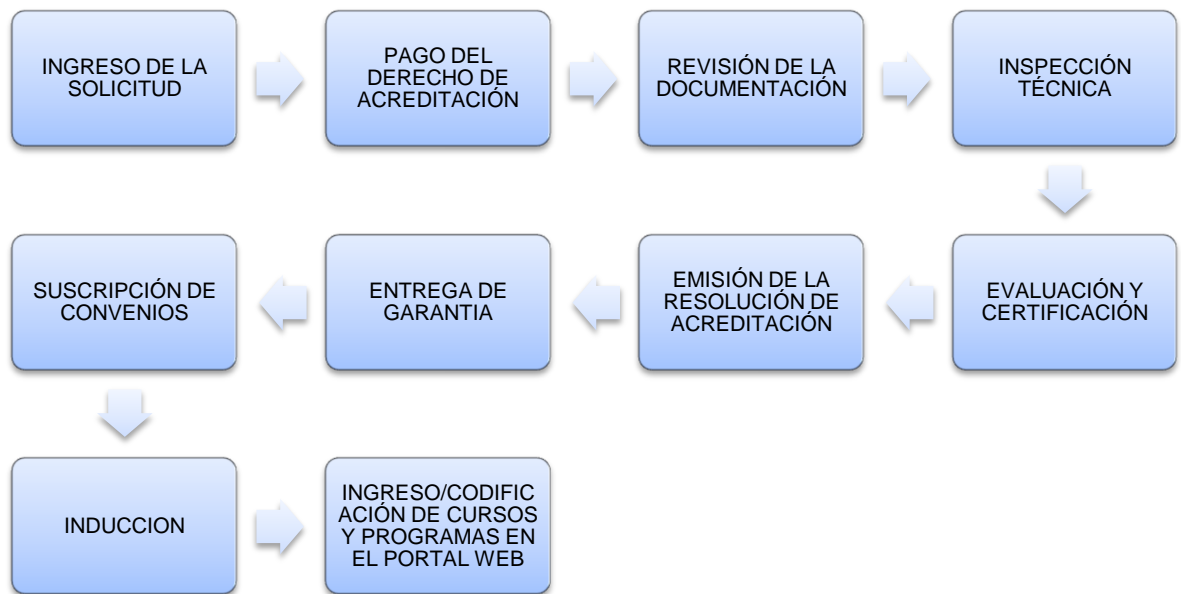 INGRESO DE LA
SOLICITUD
PAGO DEL
DERECHO DE
ACREDITACIÓN
REVISIÓN DE LA
DOCUMENTACIÓN
INSPECCIÓN
TÉCNICA
EVALUACIÓN Y
CERTIFICACIÓN
EMISIÓN DE LA
RESOLUCIÓN DE
ACREDITACIÓN
ENTREGA DE
GARANTIA
SUSCRIPCIÓN DE
CONVENIOS
INDUCCION
INGRESO/CODIFIC
ACIÓN DE CURSOS
Y PROGRAMAS EN
EL PORTAL WEB